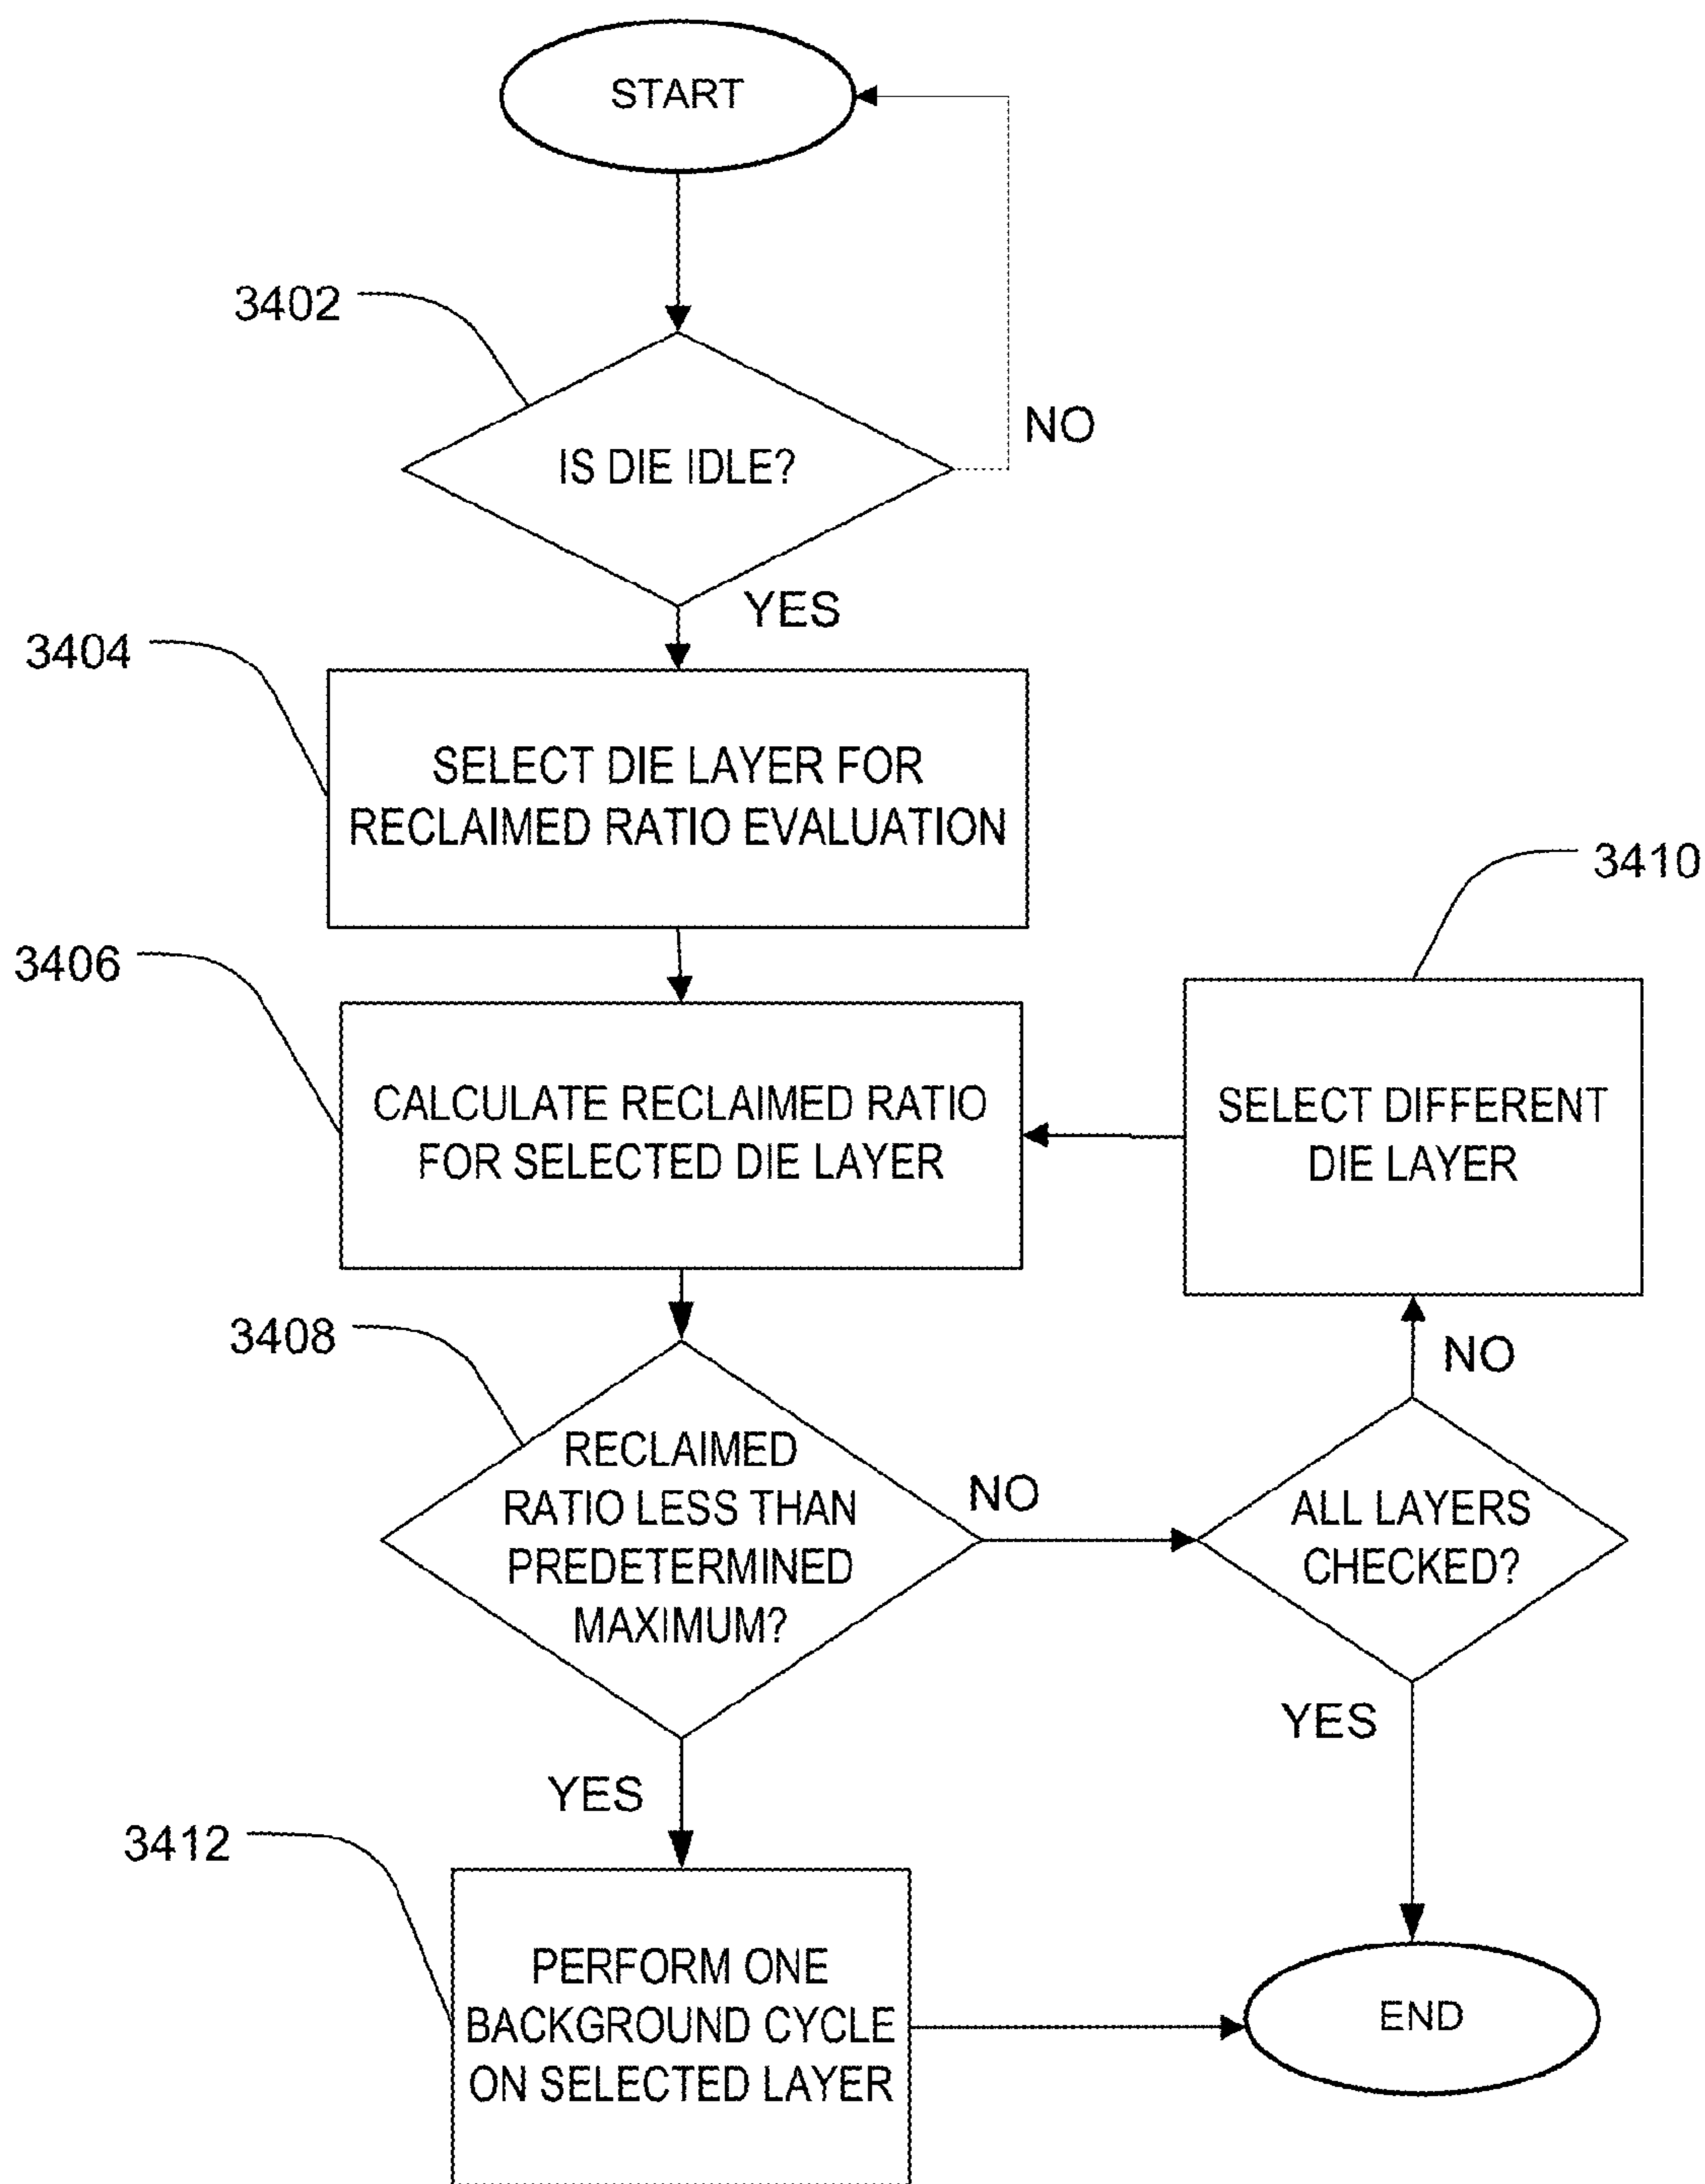 START
3402
NO
IS DIE IDLE?
YES
3404
SELECT DIE LAYER FOR
RECLAIMED RATIO EVALUATION
3410
3406
CALCULATE RECLAIMED RATIO
FOR SELECTED DIE LAYER
SELECT DIFFERENT
DIE LAYER
3408
NO
RECLAIMED
RATIO LESS THAN
PREDETERMINED
MAXIMUM?
NO
ALL LAYERS
CHECKED?
YES
YES
3412
PERFORM ONE
BACKGROUND CYCLE
ON SELECTED LAYER
END